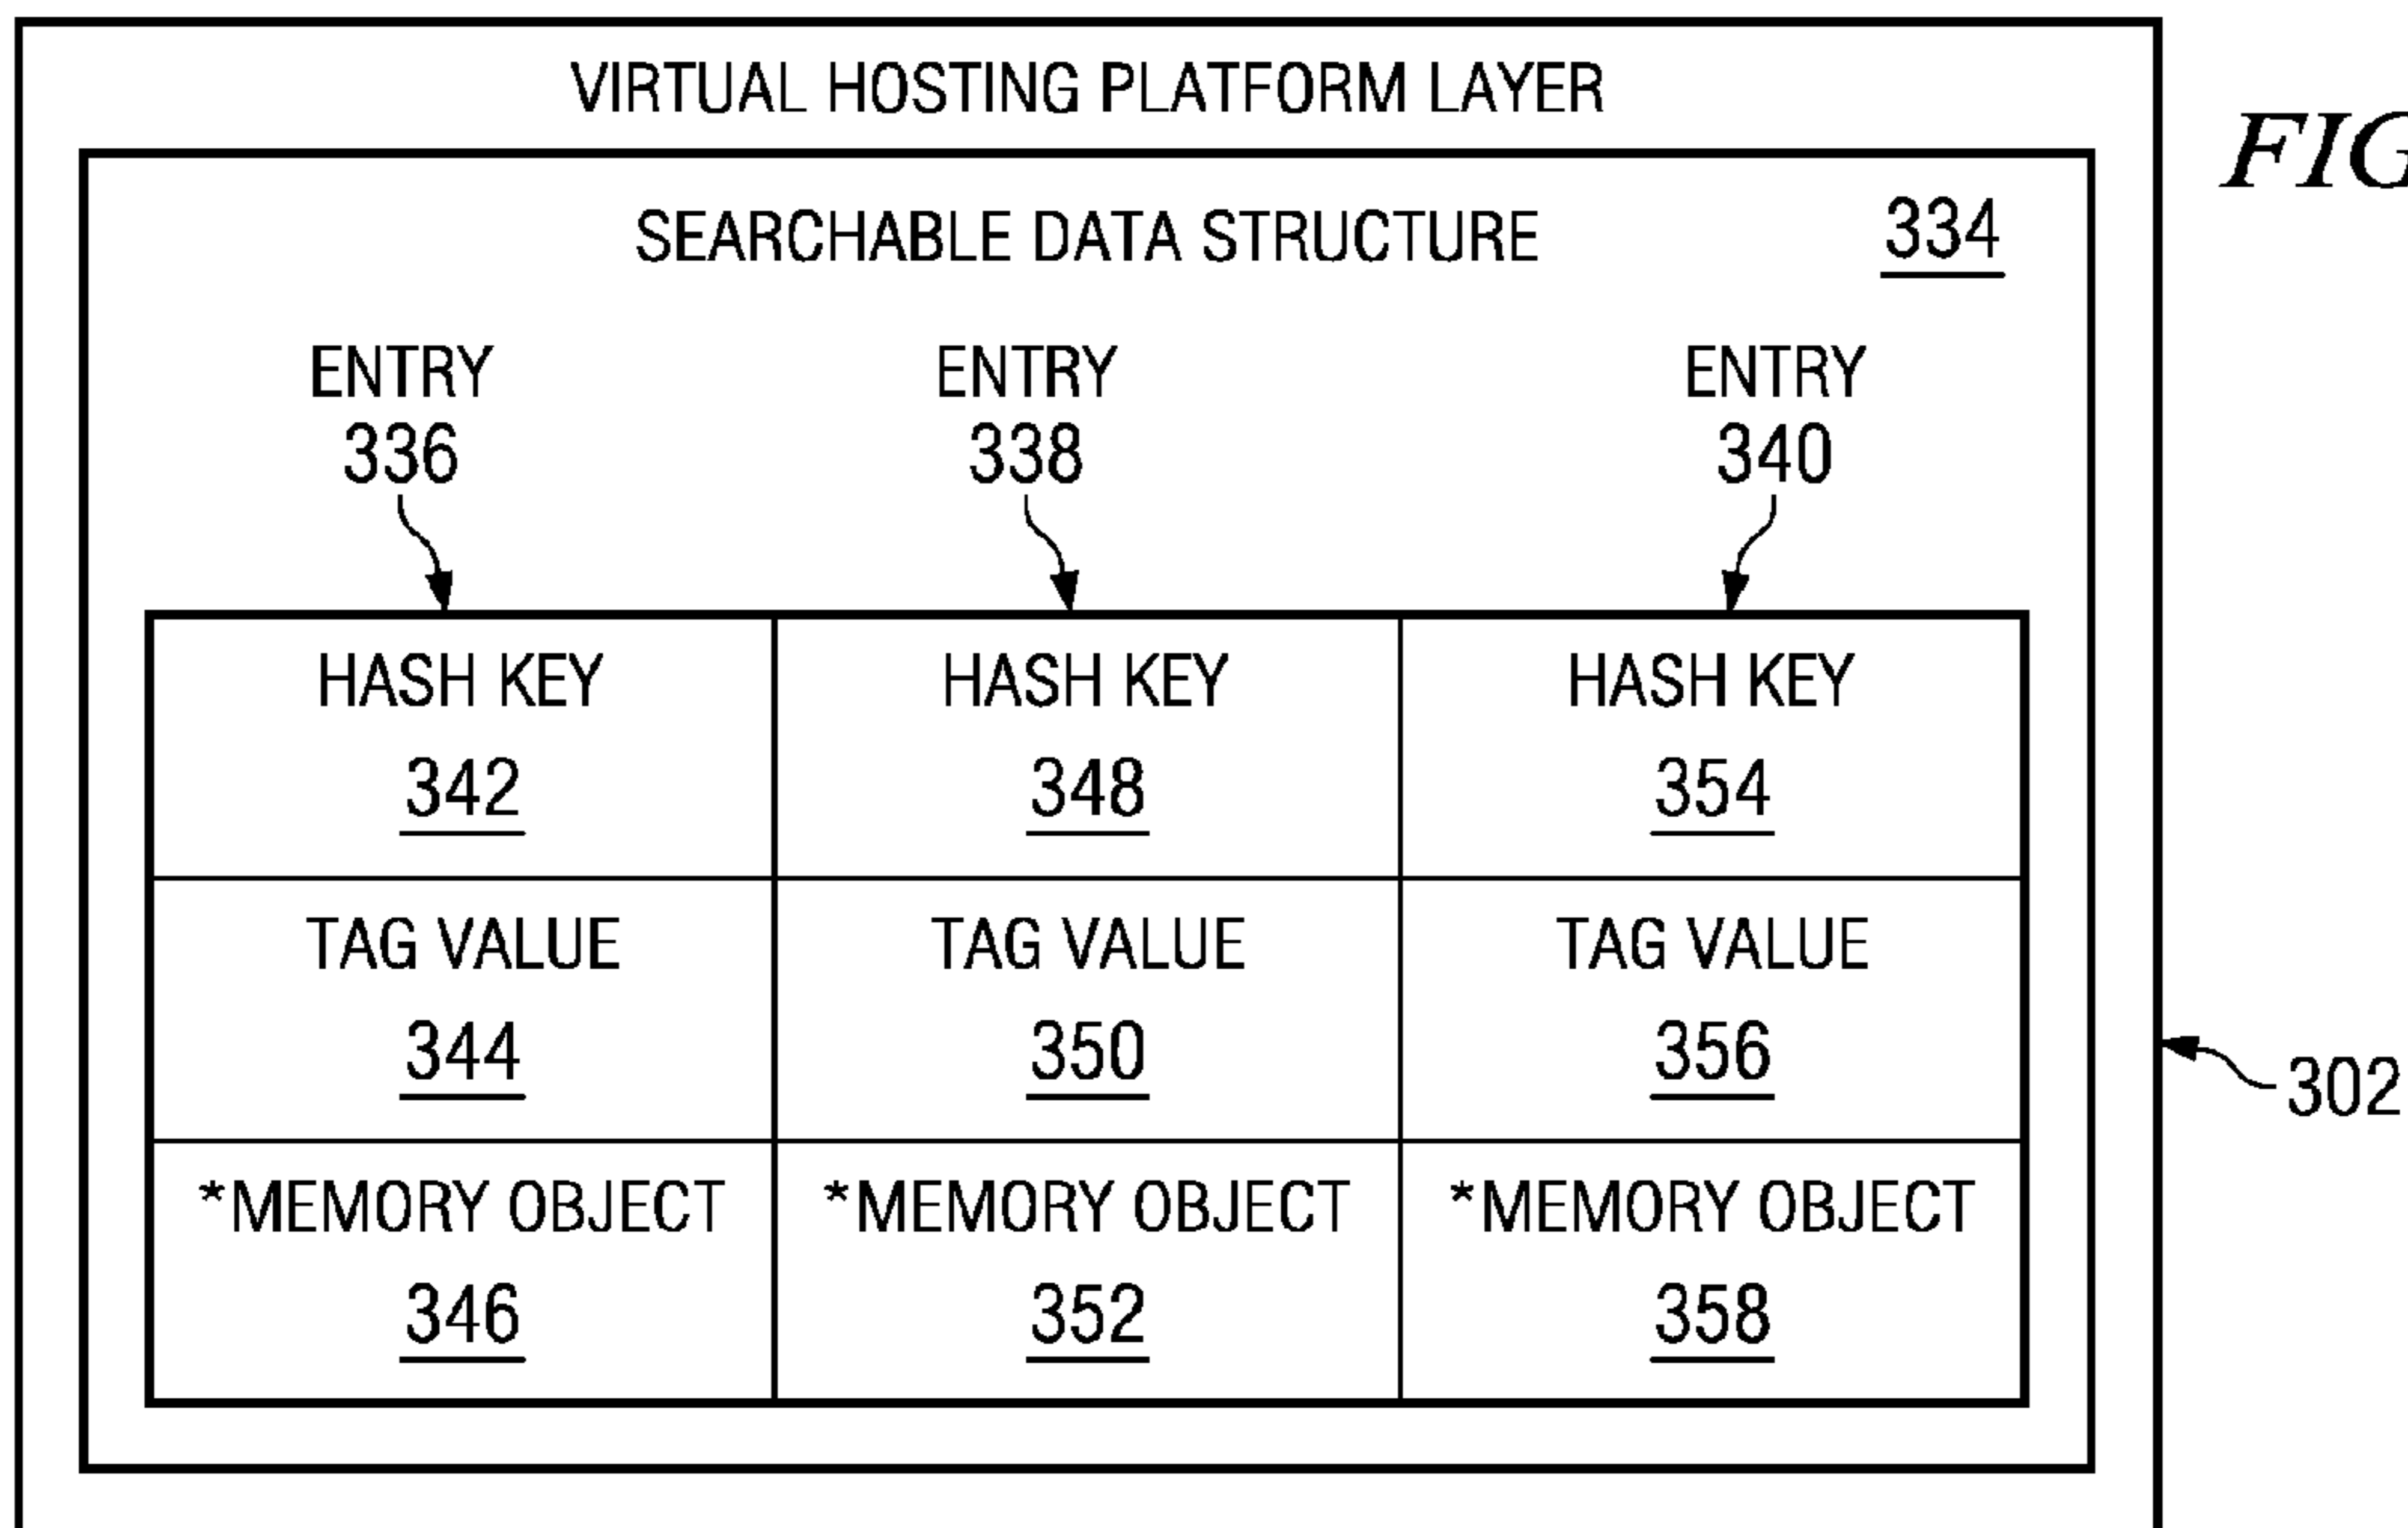 VIRTUAL HOSTING PLATFORM LAYER
FIG
SEARCHABLE DATA STRUCTURE 334
ENTRY ENTRY ENTRY
336 338 340
HASH KEY HASH KEY HASH KEY
342 348 354
TAG VALUE TAG VALUE TAG VALUE
344 350 356
302
*MEMORY OBJECT *MEMORY OBJECT *MEMORY OBJECT
346 352 358